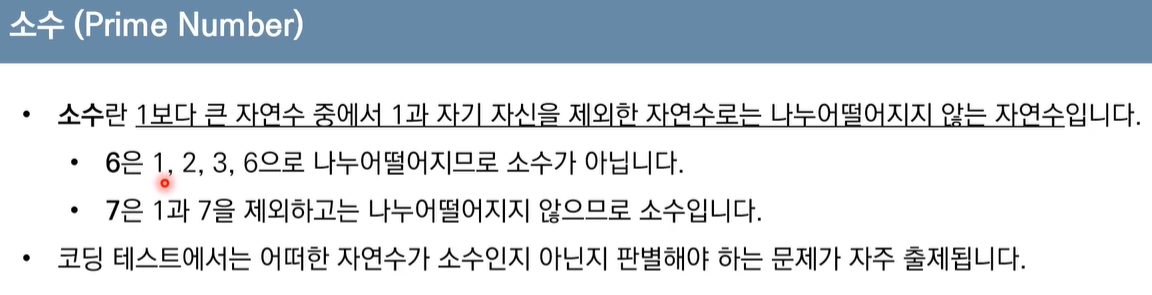 소수 (Prime Number)
• 소수란 1보다 큰 자연수 중에서 1과 자기 자신을 제외한 자연수로는 나누어떨어지지 않는 자연수입니다.
• 6은 1, 2, 3, 6으로 나누어떨어지므로 소수가 아닙니다.
• 7은 1과 7을 제외하고는 나누어떨어지지 않으므로 소수입니다.
• 코딩 테스트에서는 어떠한 자연수가 소수인지 아닌지 판별해야 하는 문제가 자주 출제됩니다.